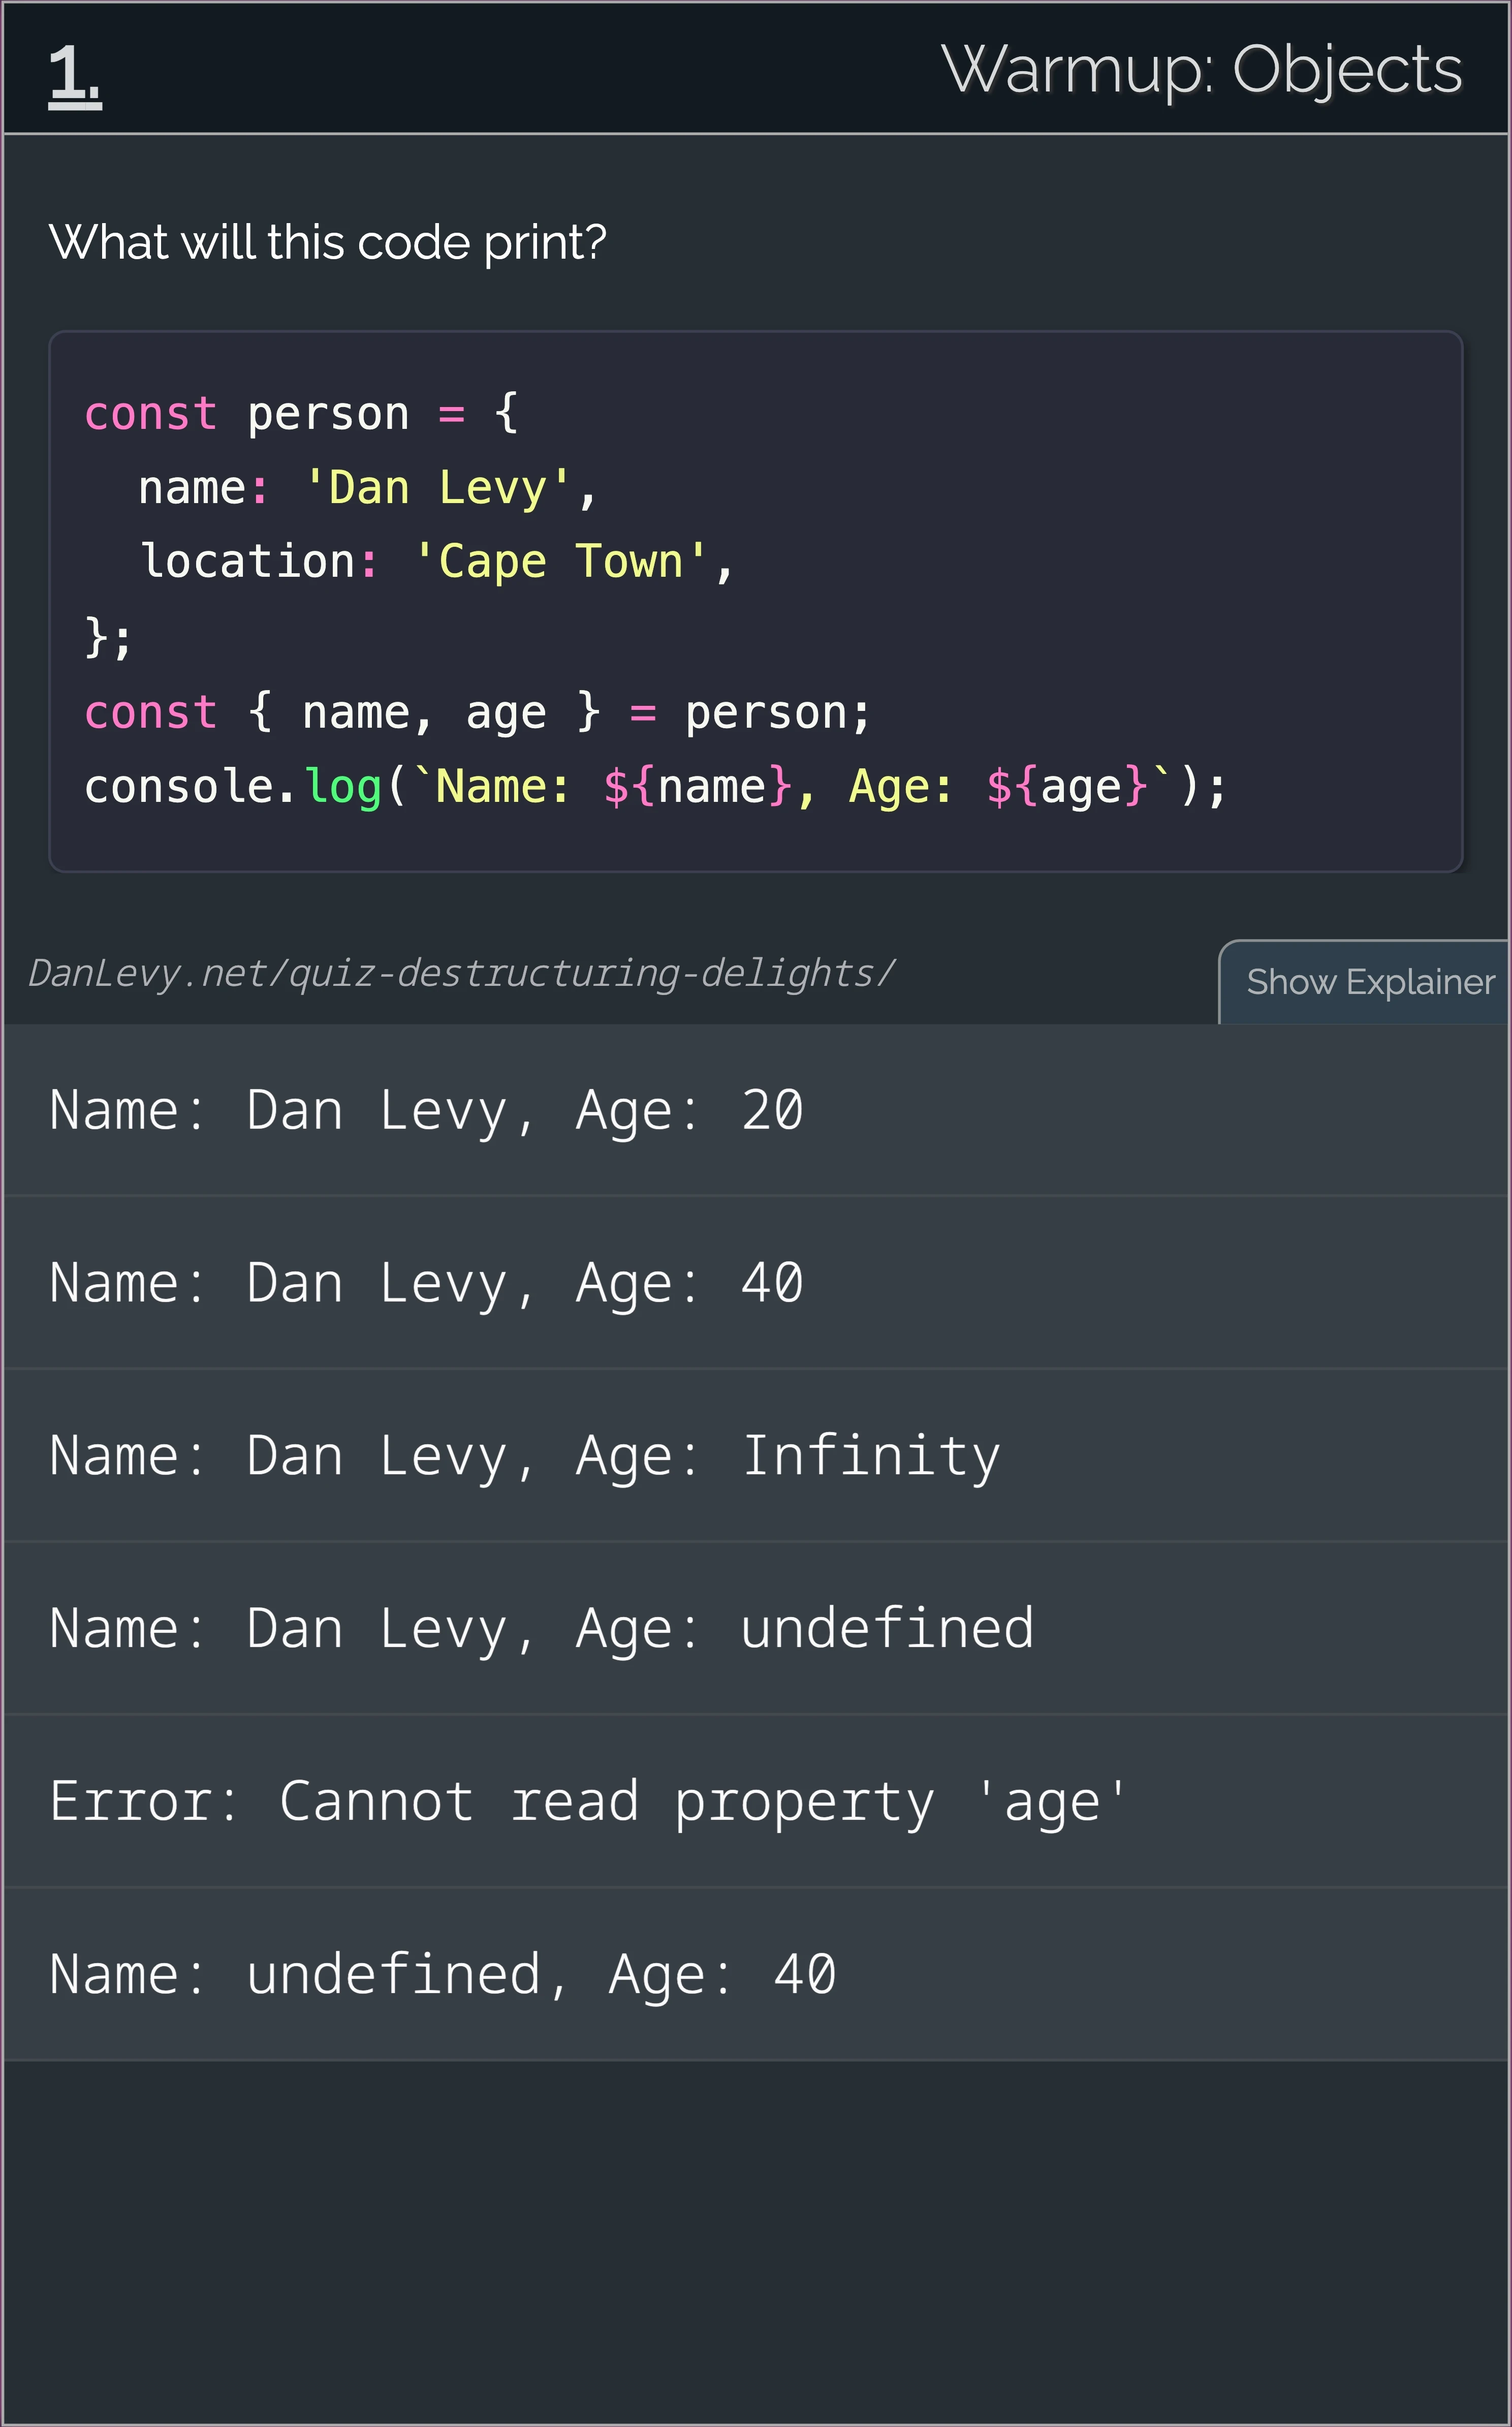 1.
Warmup: Objects
What will this code print?
const person = {
  name: 'Dan Levy',
  location: 'Cape Town',
};
const { name, age } = person;
console.log(`Name: ${name}, Age: ${age}`);
DanLevy.net/quiz-destructuring-delights/
Show Explainer
Name: Dan Levy, Age: 20
Name: Dan Levy, Age: 40
Name: Dan Levy, Age: Infinity
Name: Dan Levy, Age: undefined
Error: Cannot read property 'age'
Name: undefined, Age: 40